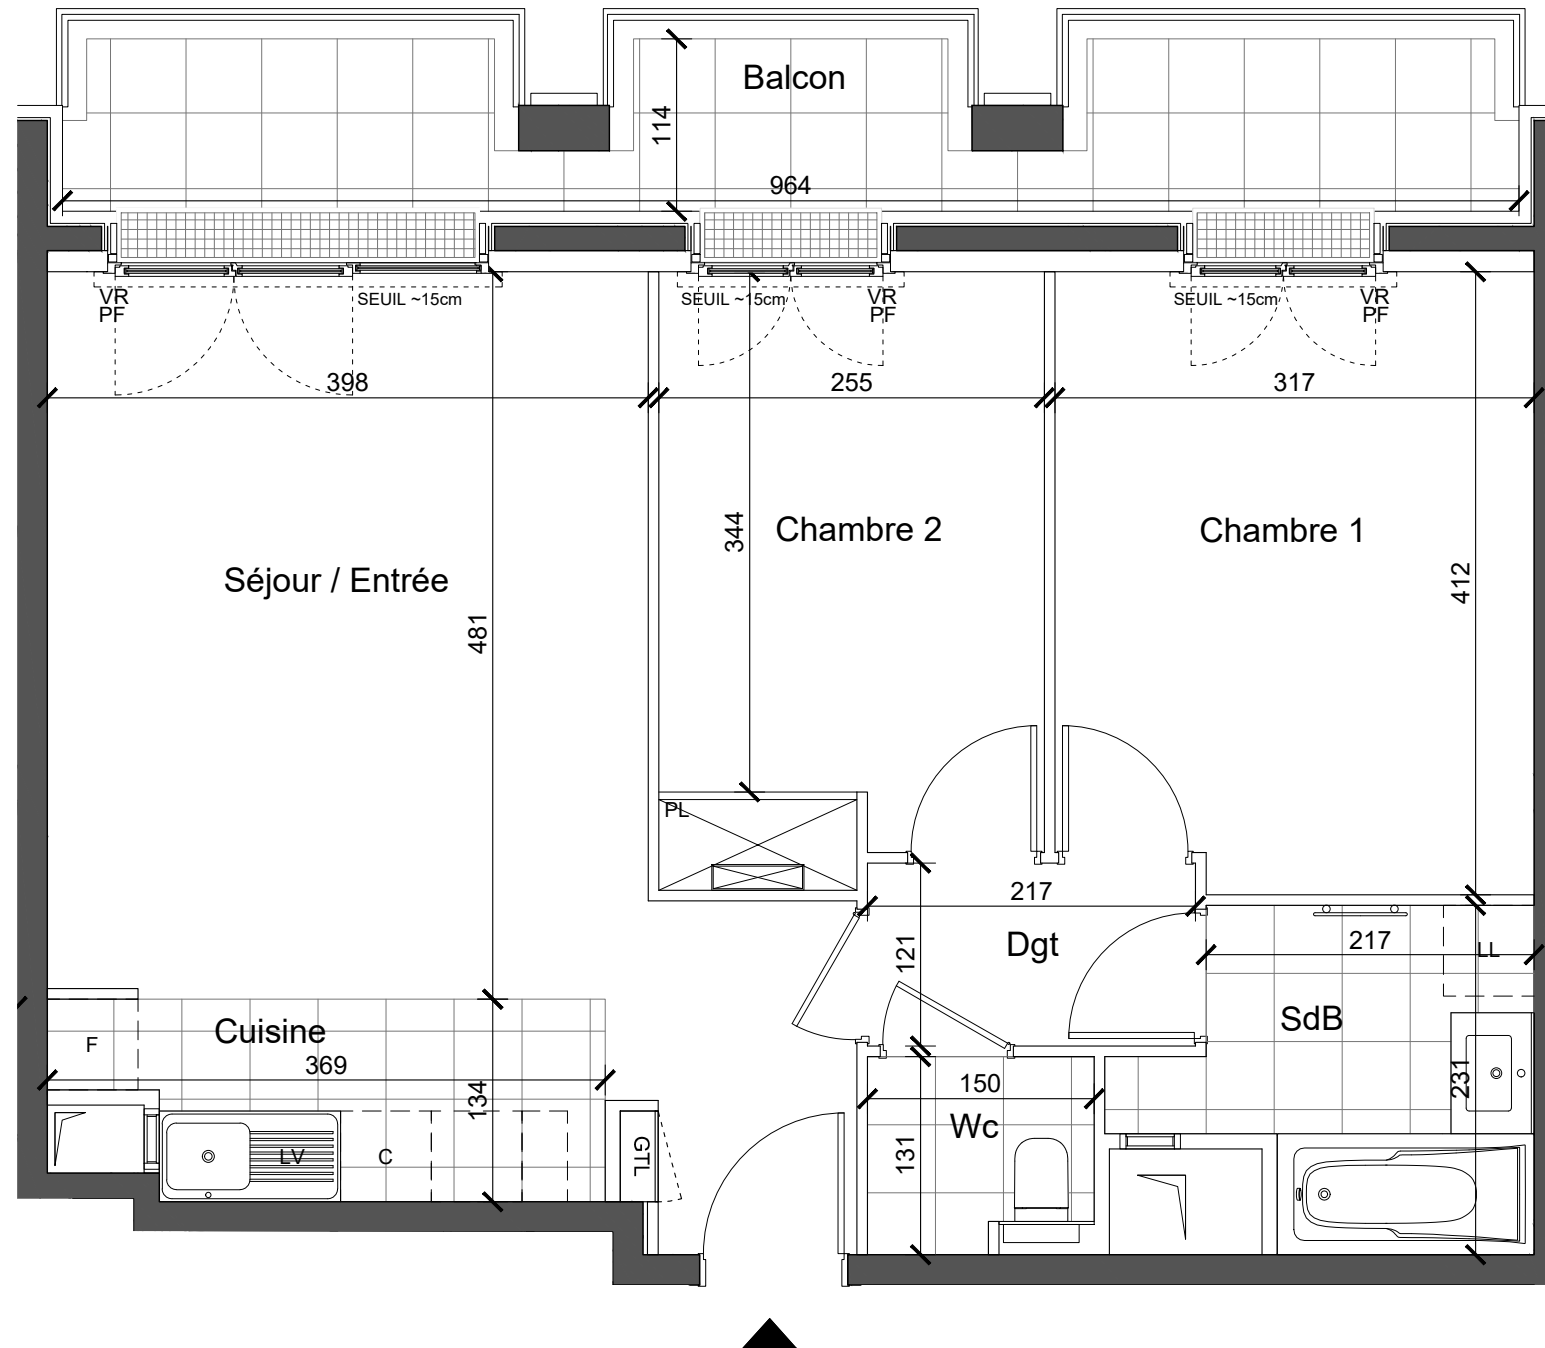 Balcon
114
964
VR
PF
SEUIL ~15cm
SEUIL ~15cm
VR
PF
SEUIL ~15cm
VR
PF
398
255
317
344
Chambre 2
Chambre 1
Séjour / Entrée
481
412
PL
217
Dgt
121
217
LL
SdB
Cuisine
F
369
134
150
231
Wc
131
LV
C
GTL